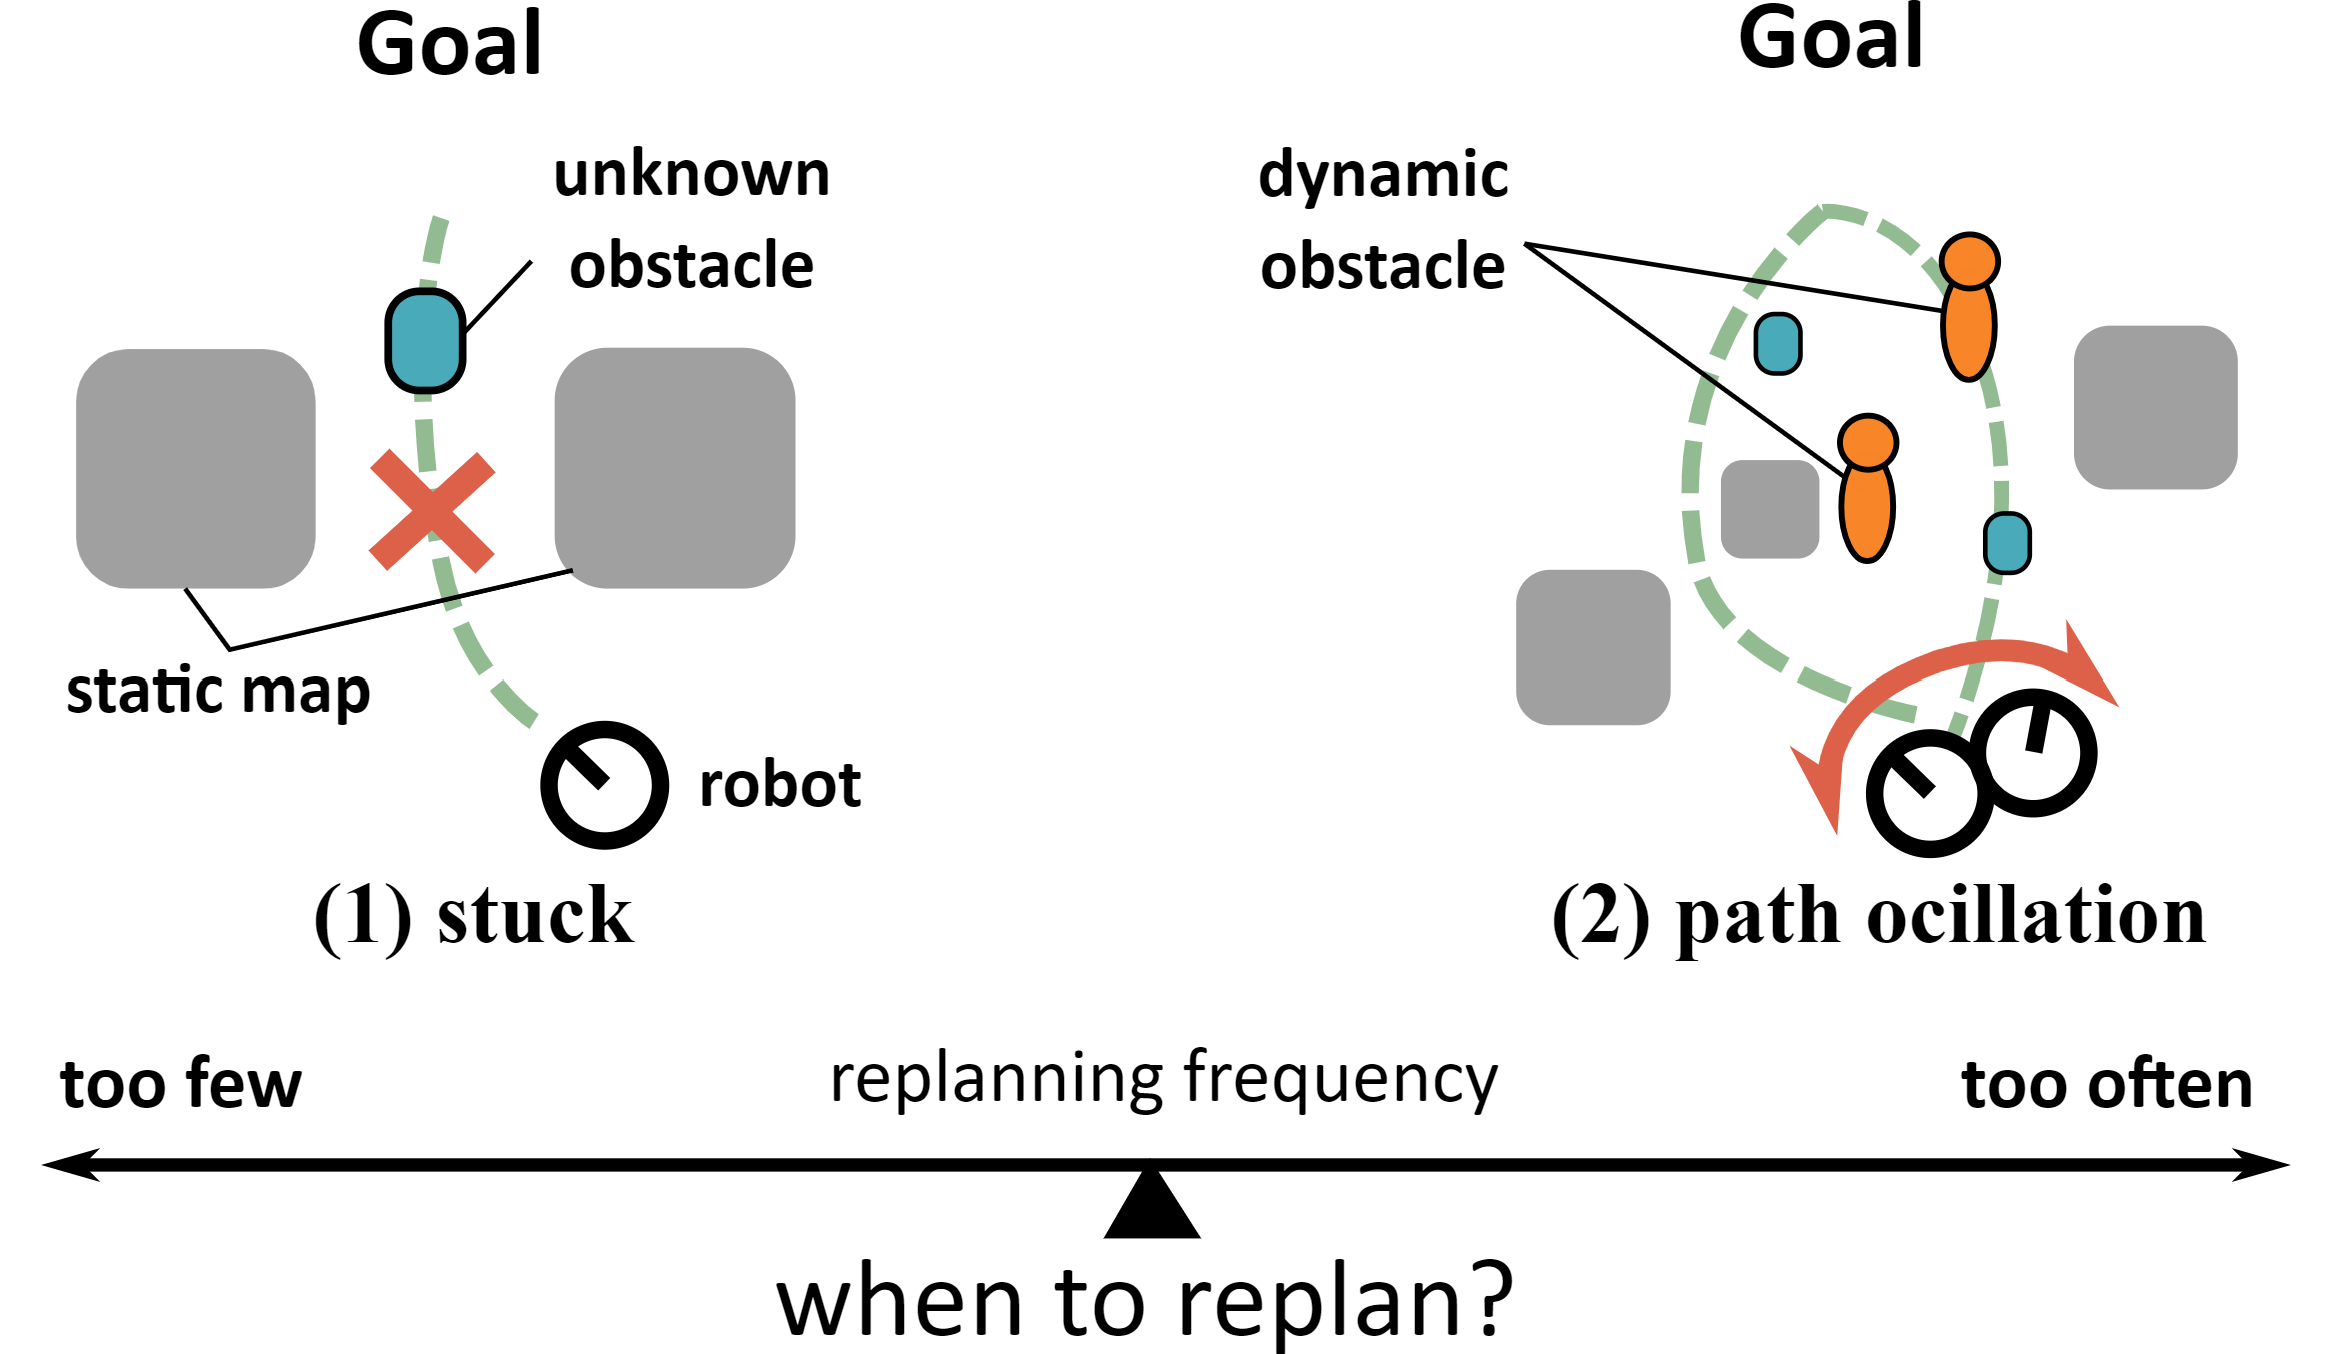 Goal
unknown
obstacle
static map
robot
(1) stuck
Goal
dynamic
obstacle
(2) path ocillation
too few
replanning frequency
too often
when to replan?